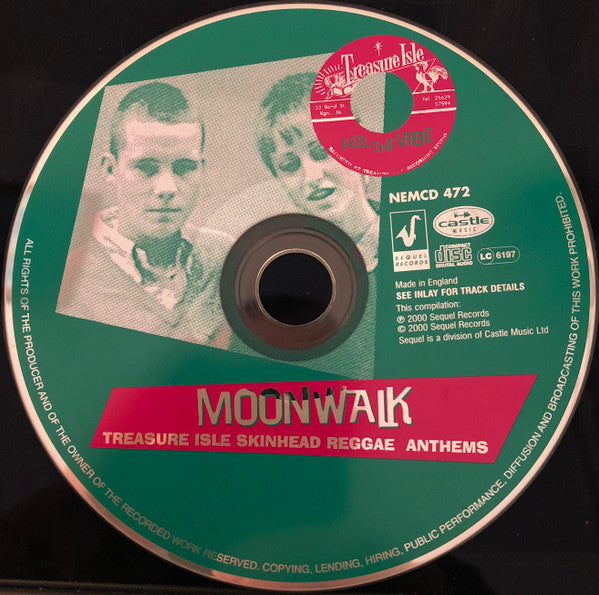 Treasure Isle
33 Bond St.
Kgn. Ja
Tel
FEEL THE VIBE
NEMCD 472
SEQUEL
RECORDS
castle
MUSIC
COMPACT
disc
DIGITAL AUDIO
LC 6197
Made in England
SEE INLAY FOR TRACK DETAILS
This compilation:
℗ 2000 Sequel Records
© 2000 Sequel Records
Sequel is a division of Castle Music Ltd
MOONWALK
TREASURE ISLE SKINHEAD REGGAE ANTHEMS
ALL RIGHTS OF THE PRODUCER AND OF THE OWNER OF THE RECORDED WORK RESERVED. COPYING, LENDING, HIRING, PUBLIC PERFORMANCE, DIFFUSION AND BROADCASTING OF THIS WORK PROHIBITED.